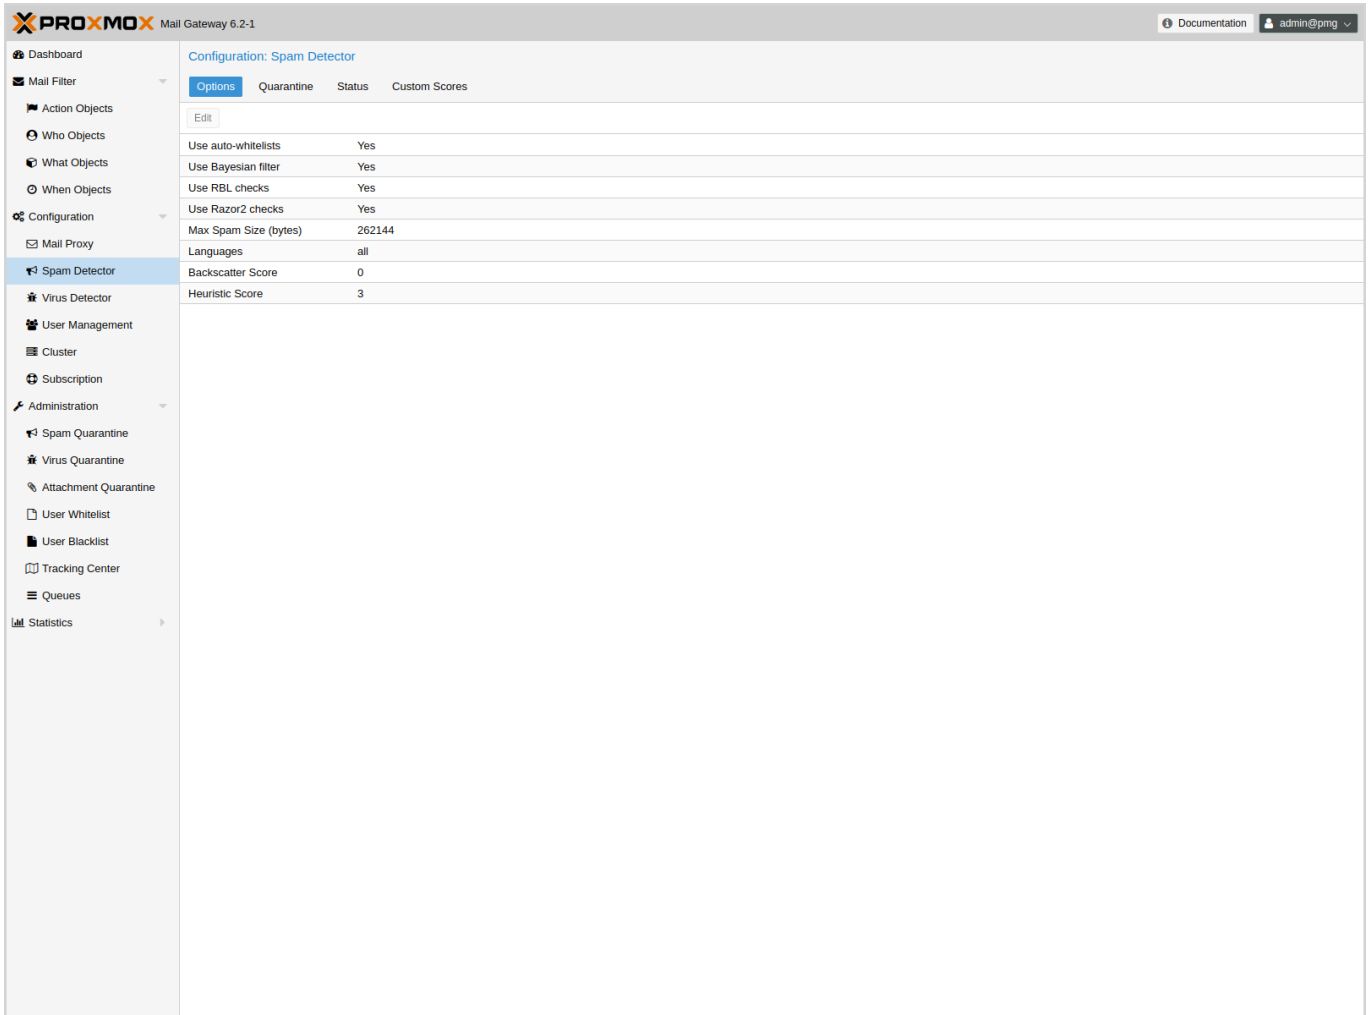 PROXMOX Mail Gateway 6.2-1 Documentation admin@pmg
Dashboard
Mail Filter
Action Objects
Who Objects
What Objects
When Objects
Configuration
Mail Proxy
Spam Detector
Virus Detector
User Management
Cluster
Subscription
Administration
Spam Quarantine
Virus Quarantine
Attachment Quarantine
User Whitelist
User Blacklist
Tracking Center
Queues
Statistics
Configuration: Spam Detector
Options Quarantine Status Custom Scores
Edit
Use auto-whitelists Yes
Use Bayesian filter Yes
Use RBL checks Yes
Use Razor2 checks Yes
Max Spam Size (bytes) 262144
Languages all
Backscatter Score 0
Heuristic Score 3